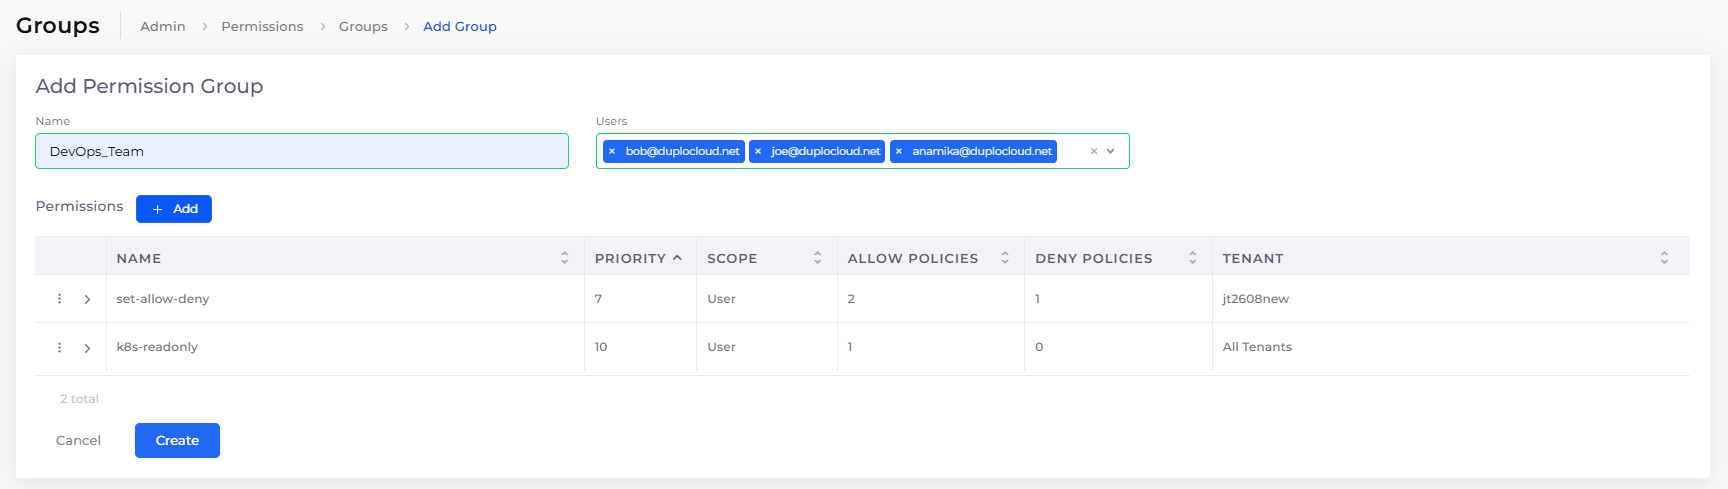 Groups Admin > Permissions > Groups > Add Group
Add Permission Group
Name Users
DevOps_Team × bob@duplocloud.net × joe@duplocloud.net × anamika@duplocloud.net ×
Permissions + Add
NAME PRIORITY SCOPE ALLOW POLICIES DENY POLICIES TENANT
set-allow-deny 7 User 2 1 jt2608new
k8s-readonly 10 User 1 0 All Tenants
2 total
Cancel Create